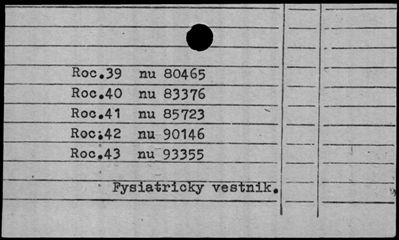 Roc.39 nu 80465
Roc.40 nu 83376
Roc.41 nu 85723
Roc.42 nu 90146
Roc.43 nu 93355
Fysiatricky vestnik.